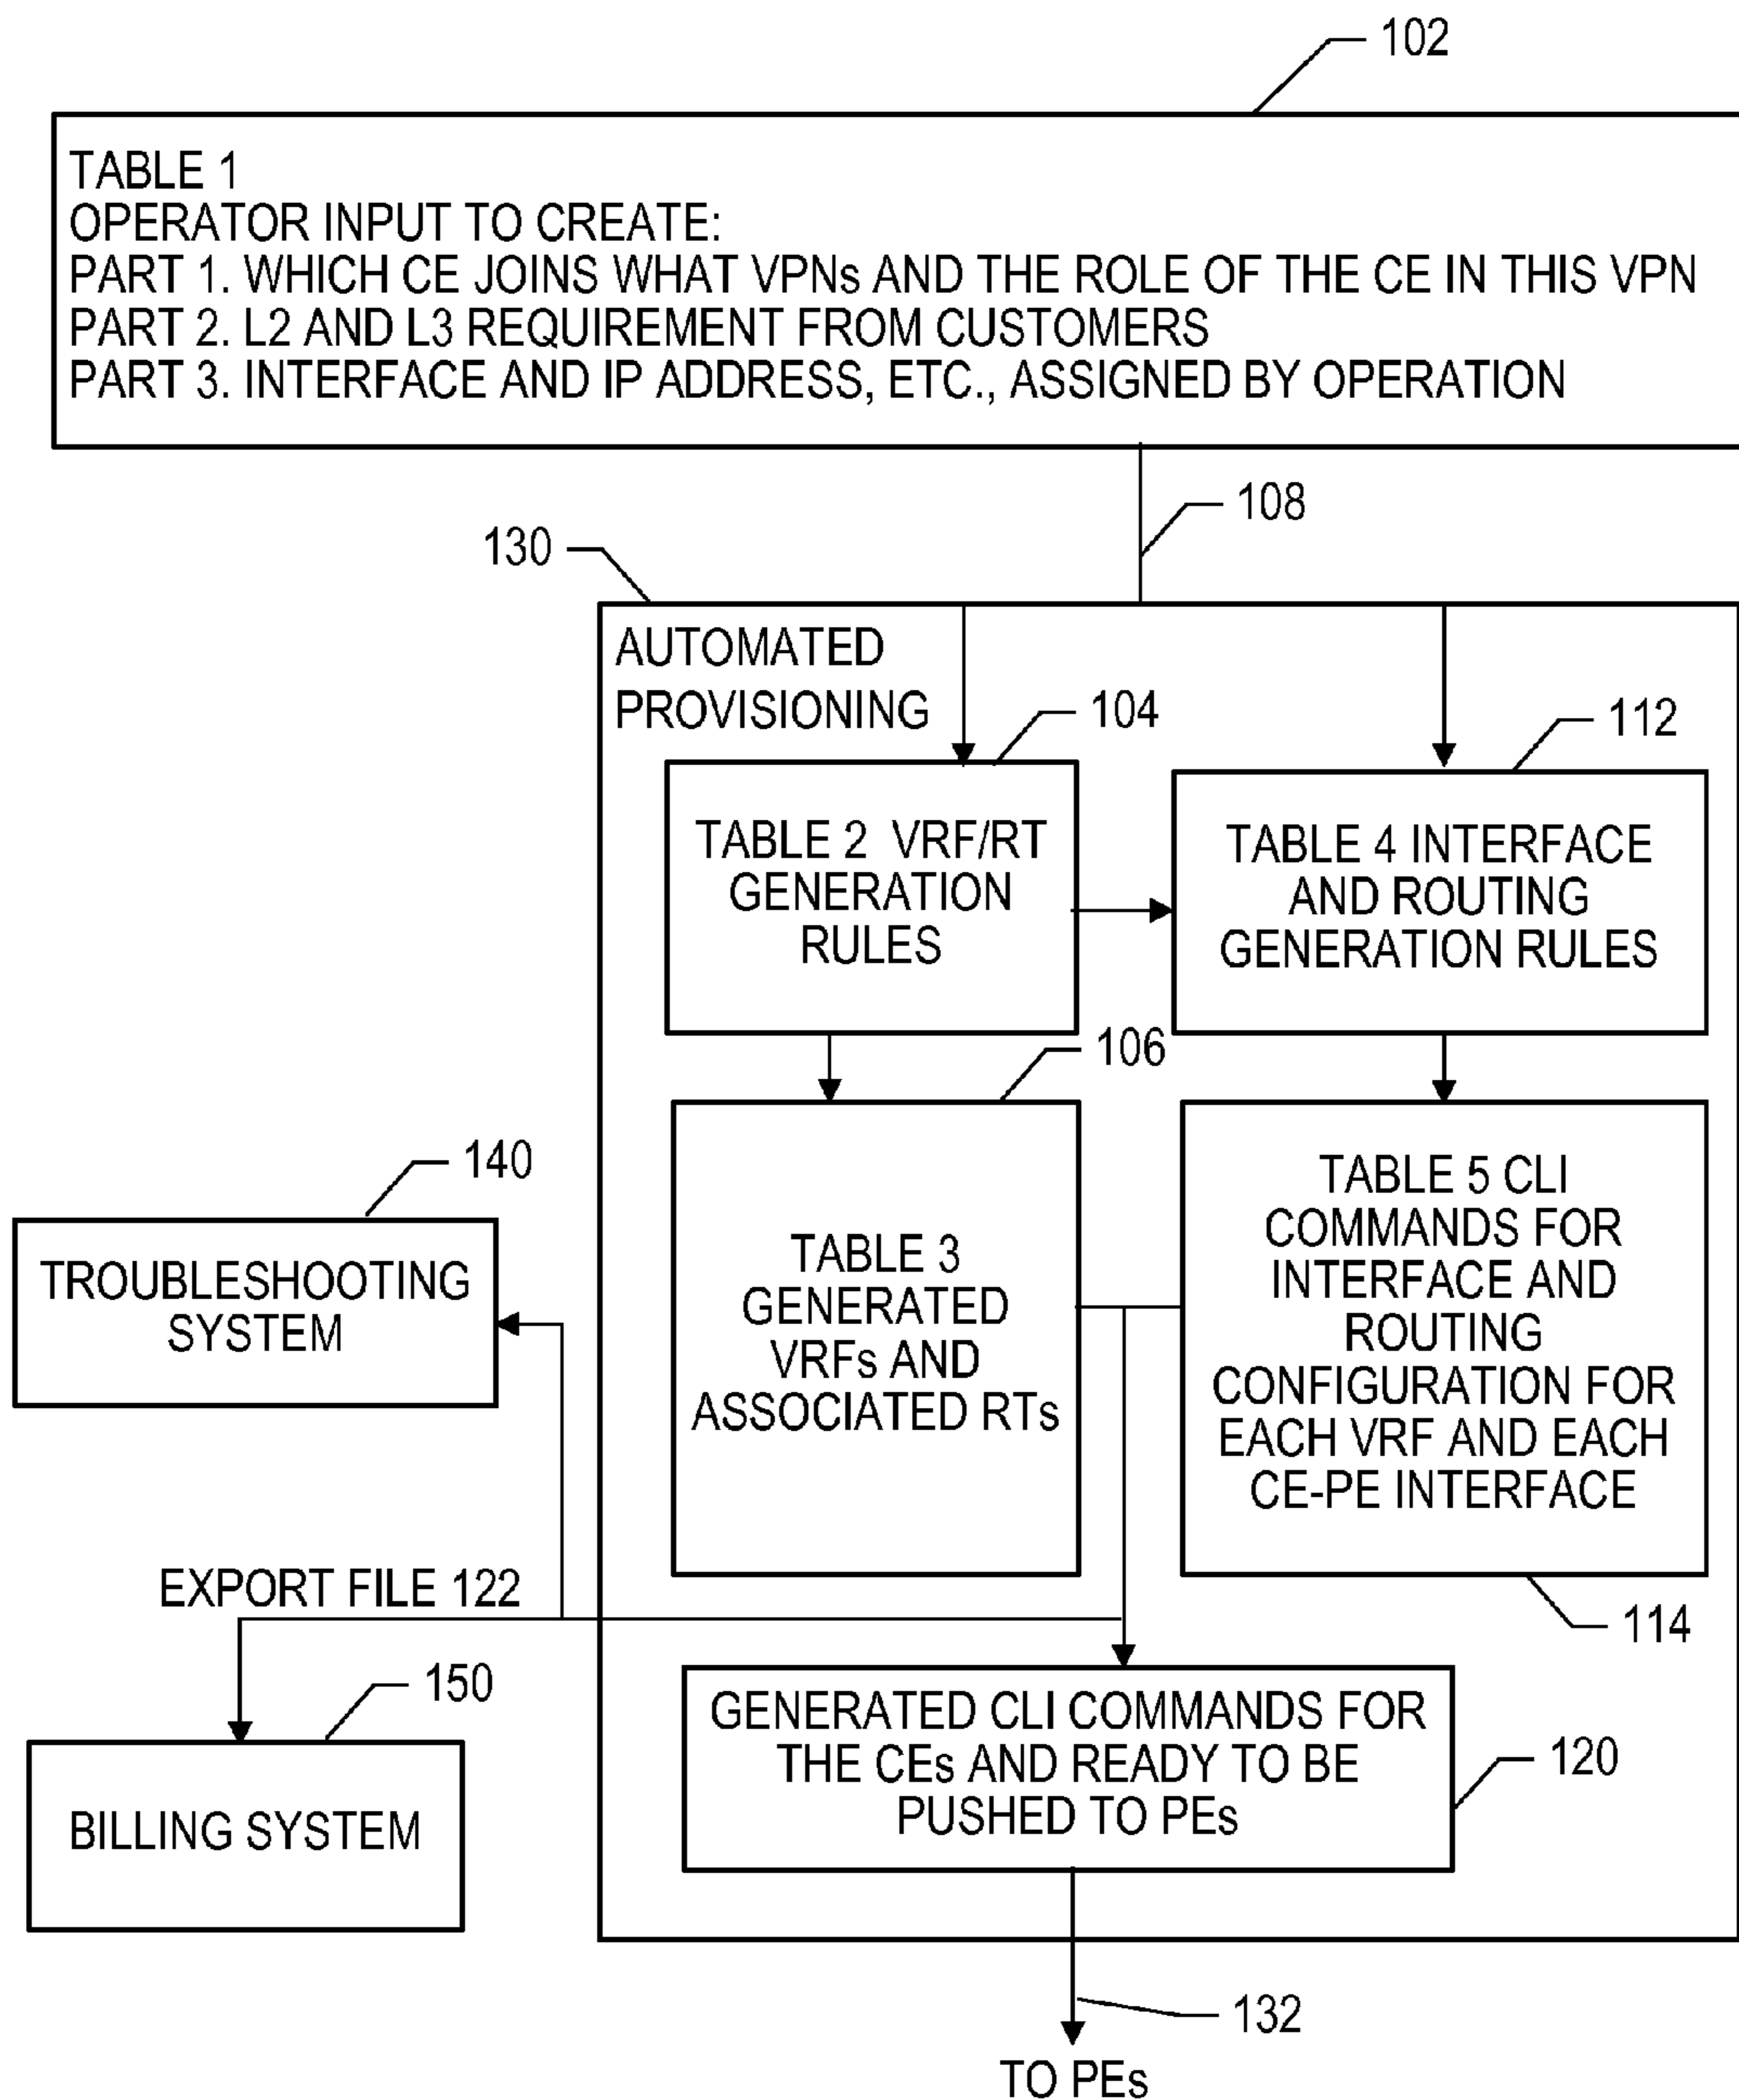 102
TABLE 1
OPERATOR INPUT TO CREATE:
PART 1. WHICH CE JOINS WHAT VPNs AND THE ROLE OF THE CE IN THIS VPN
PART 2. L2 AND L3 REQUIREMENT FROM CUSTOMERS
PART 3. INTERFACE AND IP ADDRESS, ETC., ASSIGNED BY OPERATION
108
130
AUTOMATED
PROVISIONING
104
112
TABLE 2 VRF/RT
GENERATION
RULES
TABLE 4 INTERFACE
AND ROUTING
GENERATION RULES
106
140
TROUBLESHOOTING
SYSTEM
TABLE 3
GENERATED
VRFs AND
ASSOCIATED RTs
TABLE 5 CLI
COMMANDS FOR
INTERFACE AND
ROUTING
CONFIGURATION FOR
EACH VRF AND EACH
CE-PE INTERFACE
EXPORT FILE 122
114
150
BILLING SYSTEM
GENERATED CLI COMMANDS FOR
THE CEs AND READY TO BE
PUSHED TO PEs
120
132
TO PEs